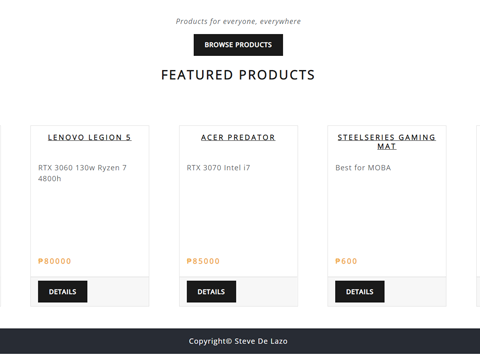 Products for everyone, everywhere
BROWSE PRODUCTS
FEATURED PRODUCTS
LENOVO LEGION 5
RTX 3060 130w Ryzen 7
4800h
₱80000
DETAILS
ACER PREDATOR
RTX 3070 Intel i7
₱85000
DETAILS
STEELSERIES GAMING
MAT
Best for MOBA
₱600
DETAILS
Copyright© Steve De Lazo